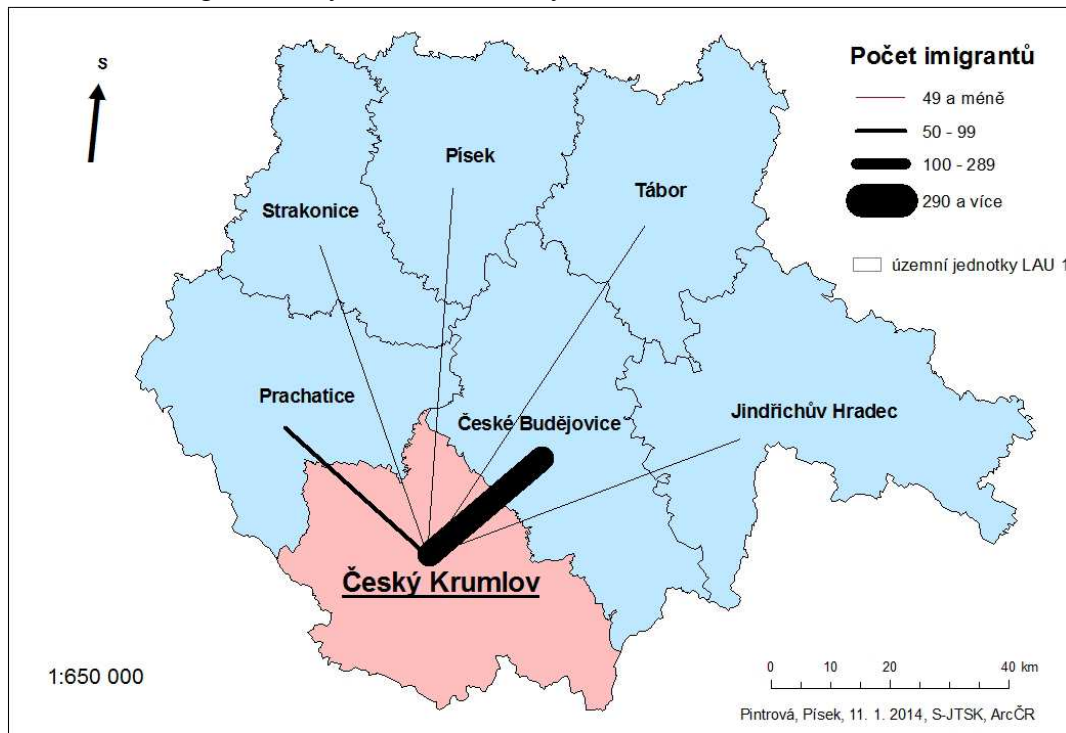 S
Počet imigrantů
49 a méně
50 - 99
100 - 289
290 a více
územní jednotky LAU 1
Písek
Tábor
Strakonice
Prachatice
České Budějovice
Jindřichův Hradec
Český Krumlov
1:650 000
0 10 20 40 km
Pintrová, Písek, 11. 1. 2014, S-JTSK, ArcČR